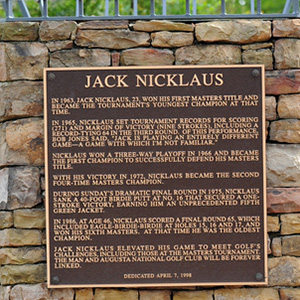 JACK NICKLAUS
IN 1963, JACK NICKLAUS, 23, WON HIS FIRST MASTERS TITLE AND
BECAME THE TOURNAMENT'S YOUNGEST CHAMPION AT THAT
TIME.
IN 1965, NICKLAUS SET TOURNAMENT RECORDS FOR SCORING
(271) AND MARGIN OF VICTORY (NINE STROKES), INCLUDING A
RECORD-TYING 64 IN THE THIRD ROUND. OF THIS PERFORMANCE,
BOB JONES SAID, "JACK IS PLAYING AN ENTIRELY DIFFERENT
GAME—A GAME WITH WHICH I'M NOT FAMILIAR."
NICKLAUS WON A THREE-WAY PLAYOFF IN 1966 AND BECAME
THE FIRST CHAMPION TO SUCCESSFULLY DEFEND HIS MASTERS
TITLE.
WITH HIS VICTORY IN 1972, NICKLAUS BECAME THE SECOND
FOUR-TIME MASTERS CHAMPION.
DURING SUNDAY'S DRAMATIC FINAL ROUND IN 1975, NICKLAUS
SANK A 40-FOOT BIRDIE PUTT AT NO. 16 THAT SECURED A ONE-
STROKE VICTORY, EARNING HIM AN UNPRECEDENTED FIFTH
GREEN JACKET.
IN 1986, AT AGE 46, NICKLAUS SCORED A FINAL ROUND 65, WHICH
INCLUDED EAGLE-BIRDIE-BIRDIE AT HOLES 15, 16 AND 17, AND
WON HIS SIXTH MASTERS. AT THAT TIME HE WAS THE OLDEST
CHAMPION.
JACK NICKLAUS ELEVATED HIS GAME TO MEET GOLF'S
CHALLENGES, INCLUDING THOSE AT THE MASTERS TOURNAMENT.
THE MAN AND AUGUSTA NATIONAL GOLF CLUB WILL BE FOREVER
LINKED.
DEDICATED APRIL 7, 1998